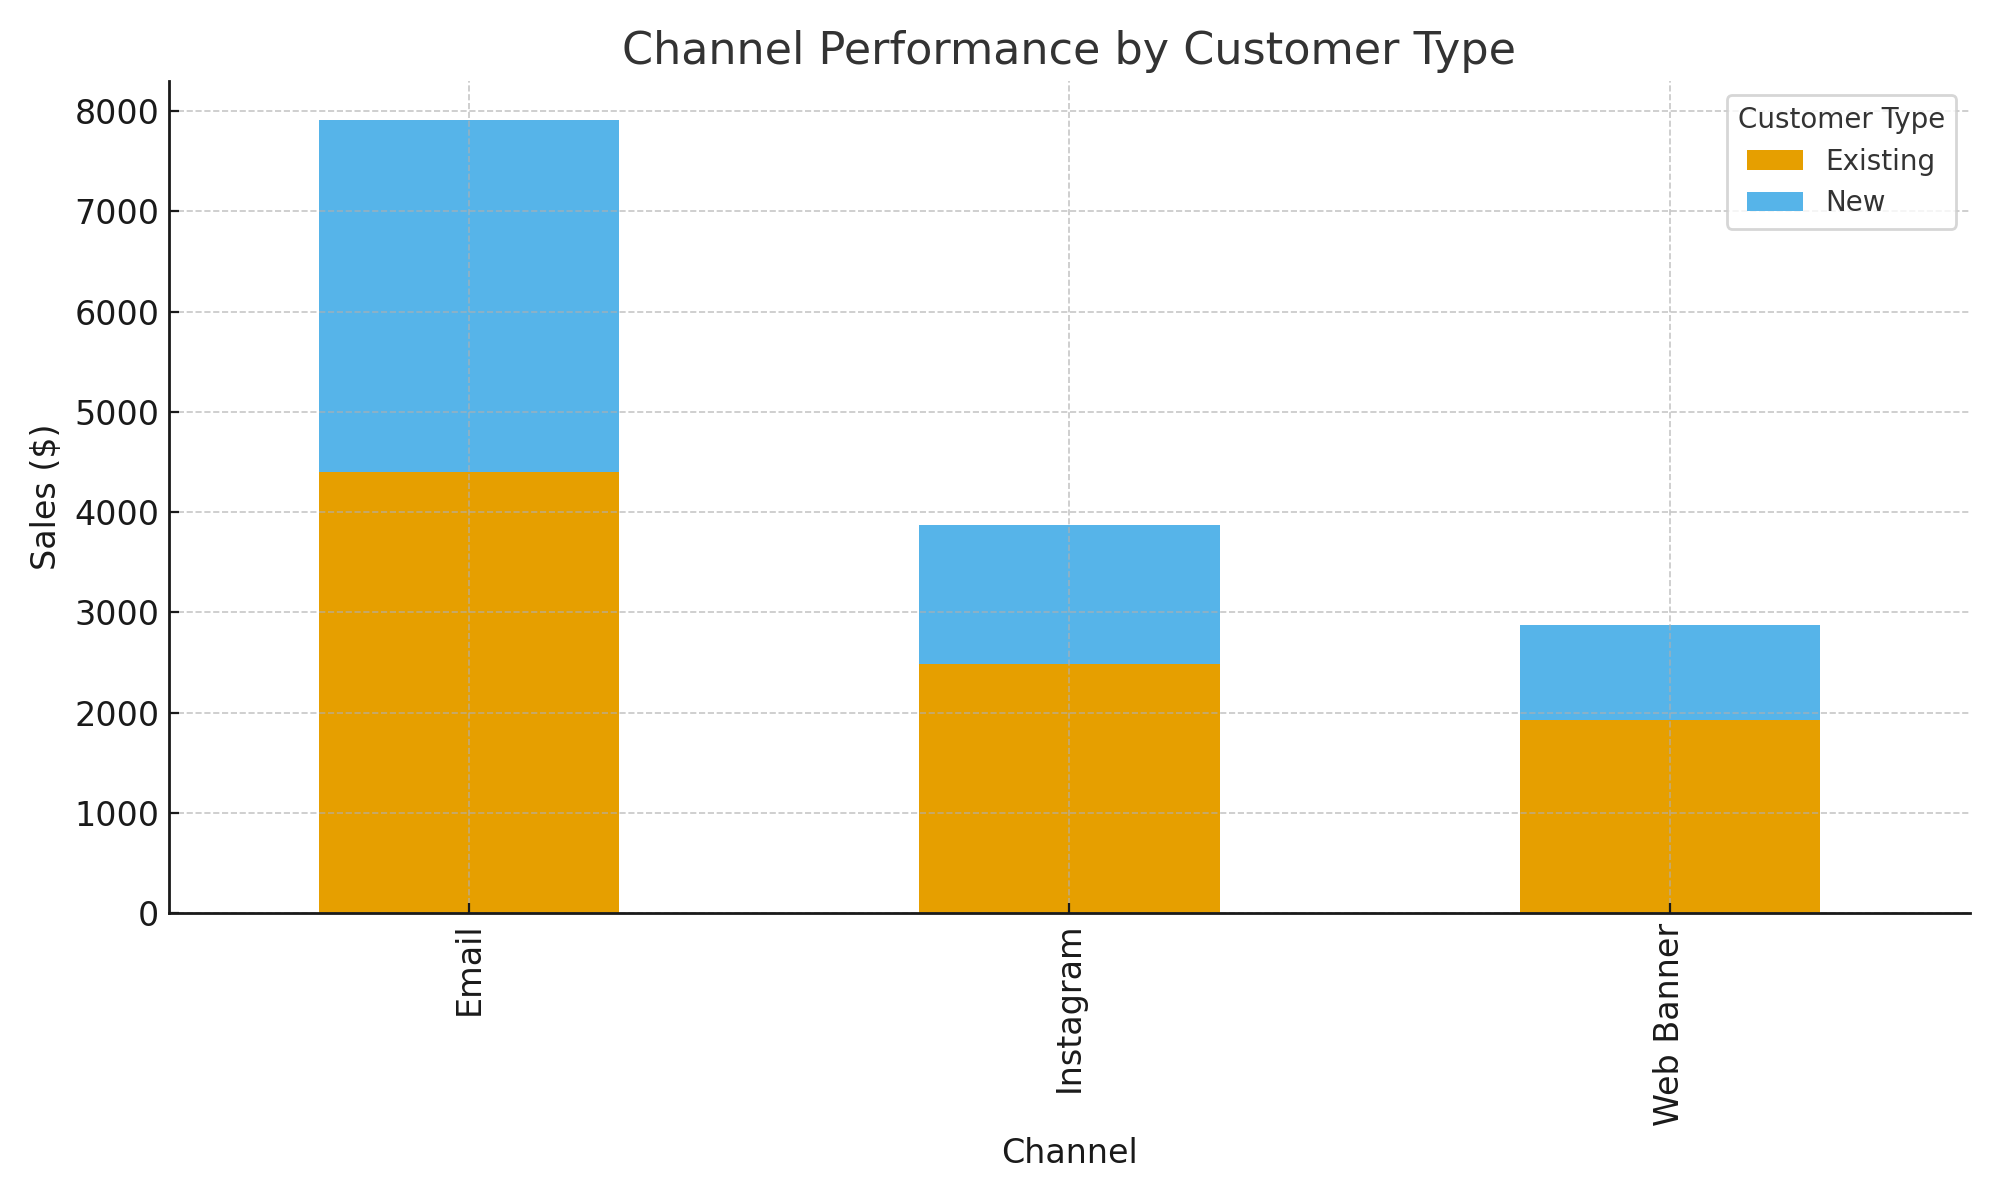 Channel Performance by Customer Type
Customer Type
Existing
New
Sales ($)
8000
7000
6000
5000
4000
3000
2000
1000
0
Email
Instagram
Web Banner
Channel